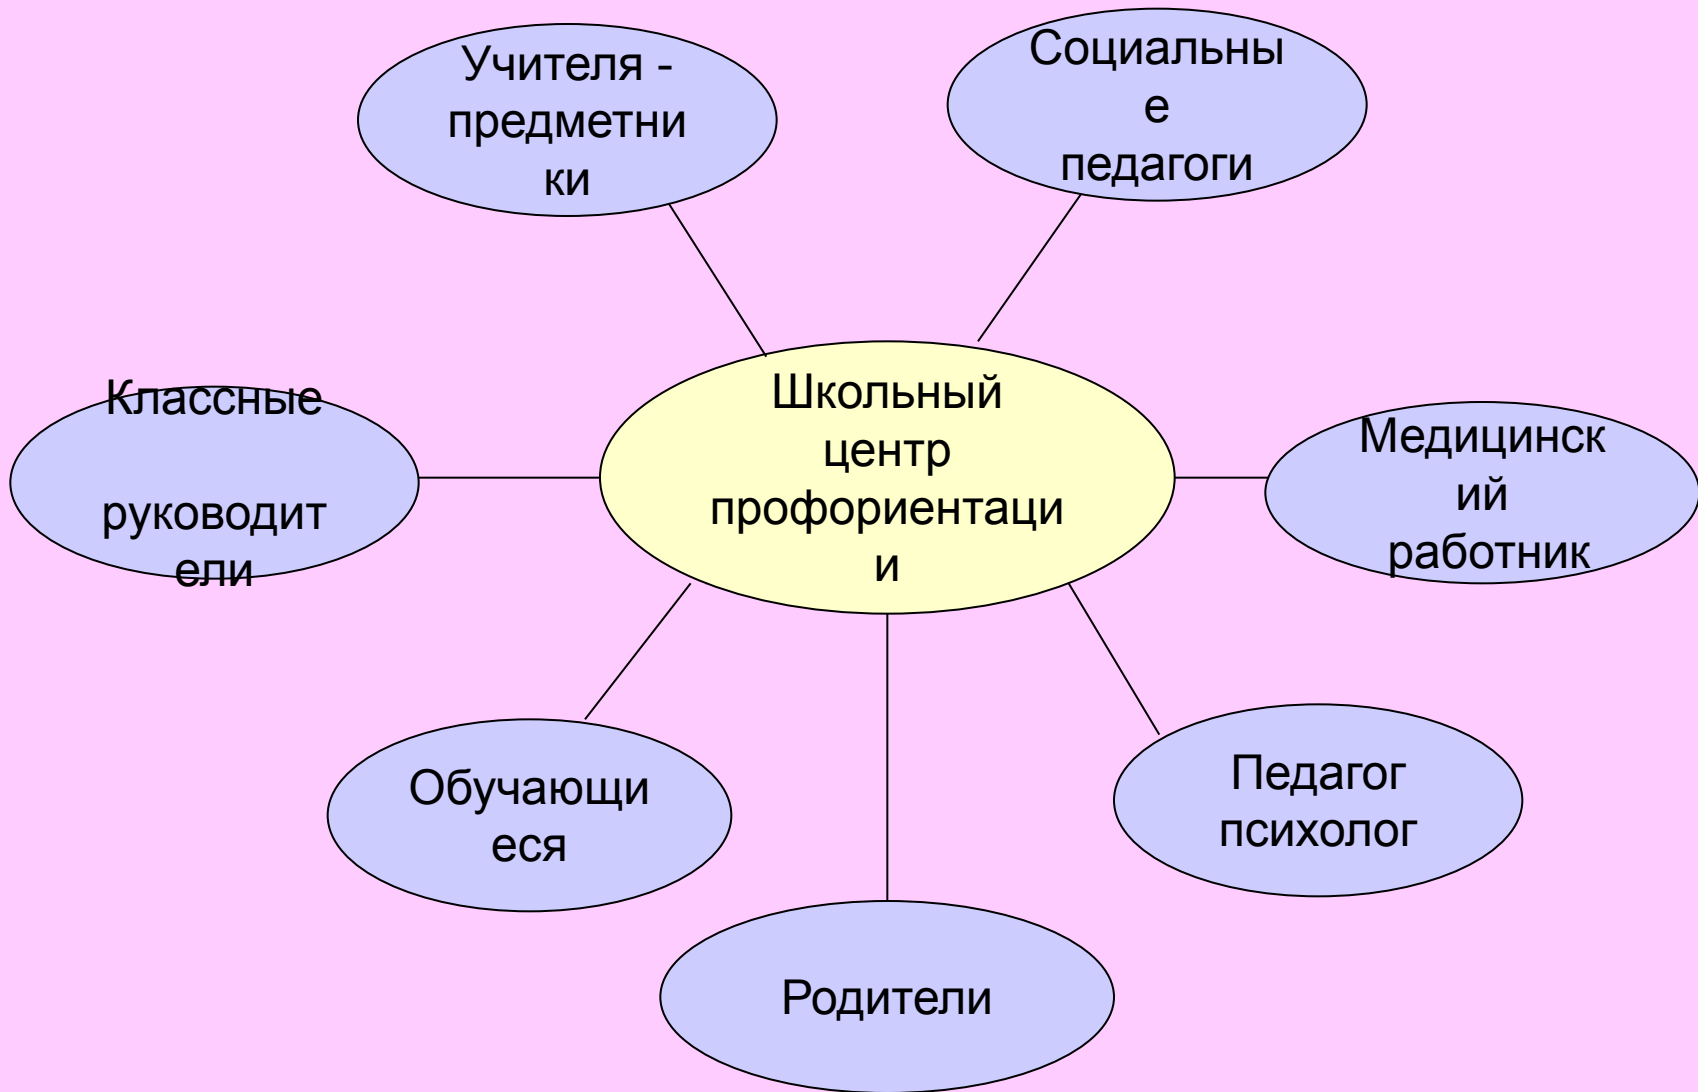 Учителя -
предметни
ки
Социальны
е
педагоги
Классные
руководит
ели
Школьный
центр
профориентаци
и
Медицинск
ий
работник
Обучающи
еся
Педагог
психолог
Родители